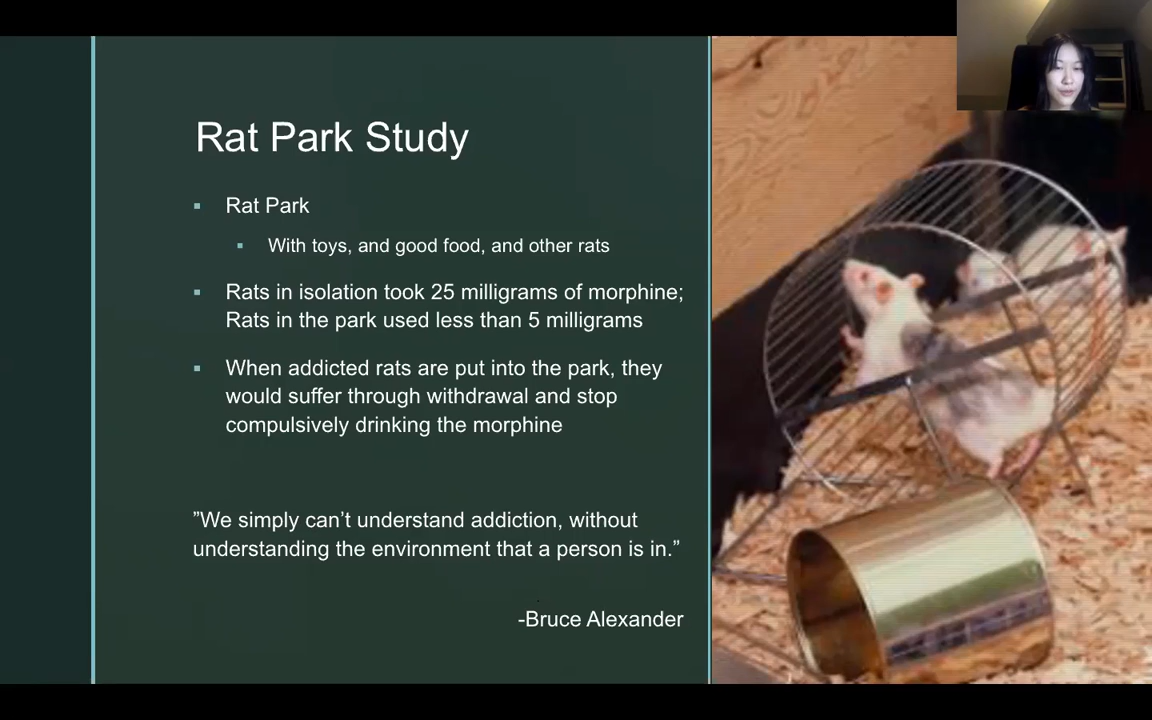 Rat Park Study
▪ Rat Park
▪ With toys, and good food, and other rats
▪ Rats in isolation took 25 milligrams of morphine;
Rats in the park used less than 5 milligrams
▪ When addicted rats are put into the park, they
would suffer through withdrawal and stop
compulsively drinking the morphine
”We simply can’t understand addiction, without
understanding the environment that a person is in.”
-Bruce Alexander